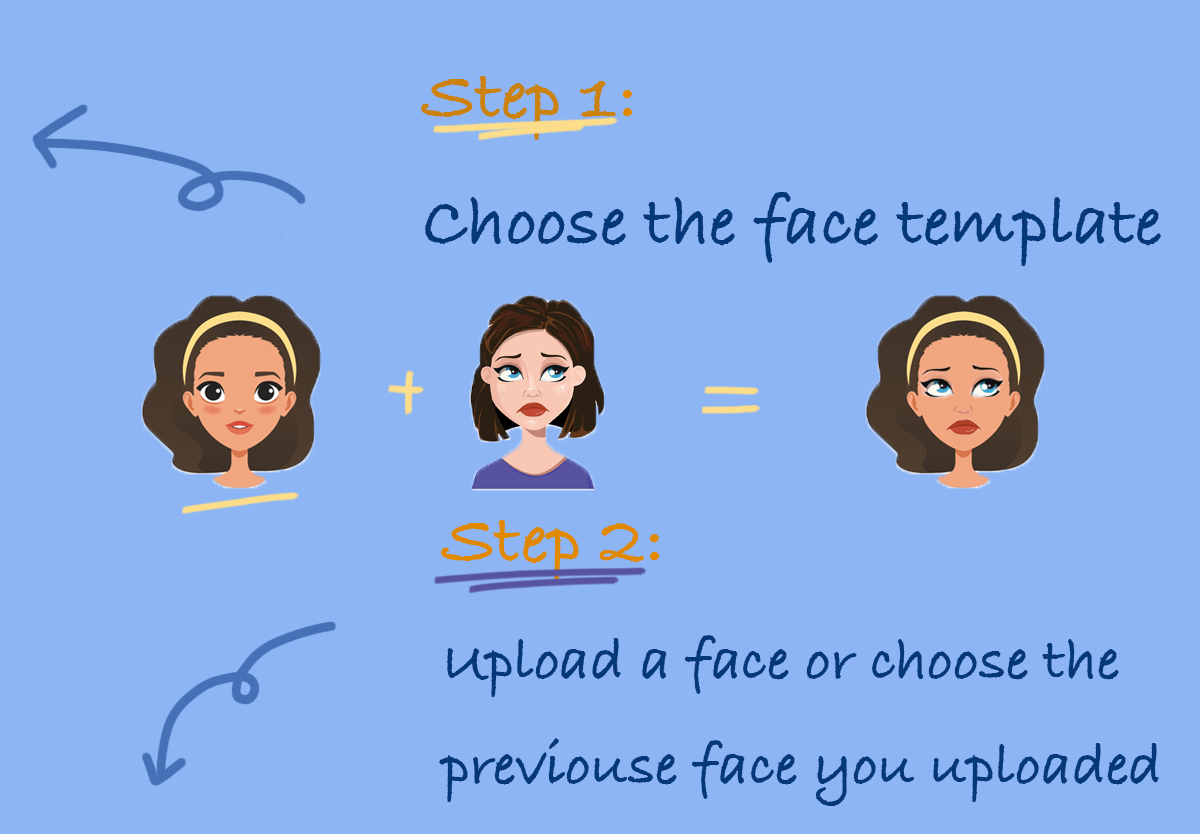 Step 1:
Choose the face template
+
=
Step 2:
Upload a face or choose the
previouse face you uploaded